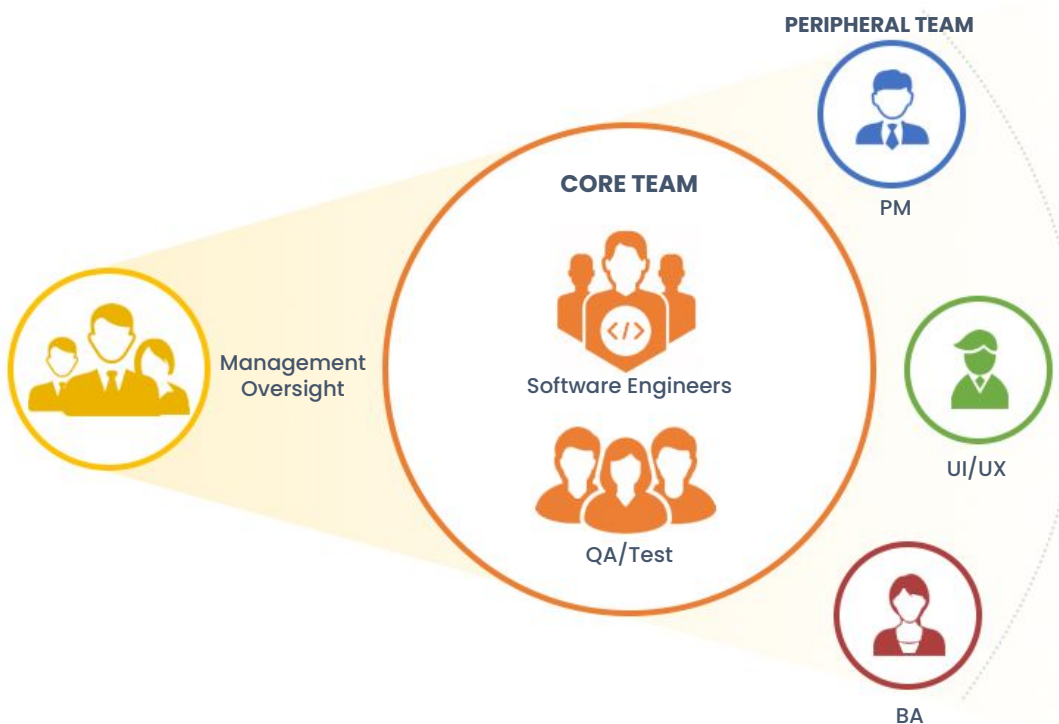 PERIPHERAL TEAM
PM
CORE TEAM
</>
Software Engineers
Management
Oversight
UI/UX
QA/Test
BA